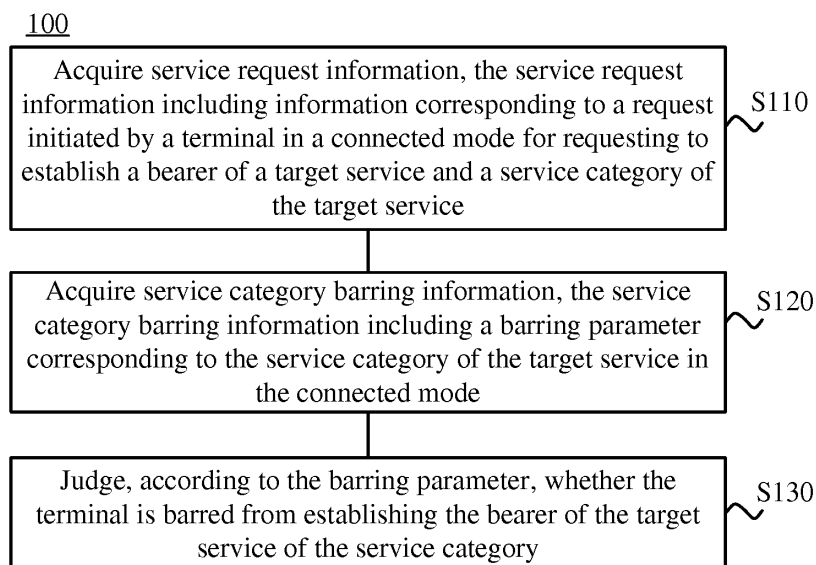 100
Acquire service request information, the service request
information including information corresponding to a request
initiated by a terminal in a connected mode for requesting to
establish a bearer of a target service and a service category of
the target service
S110
Acquire service category barring information, the service
category barring information including a barring parameter
corresponding to the service category of the target service in
the connected mode
S120
Judge, according to the barring parameter, whether the
terminal is barred from establishing the bearer of the target
service of the service category
S130